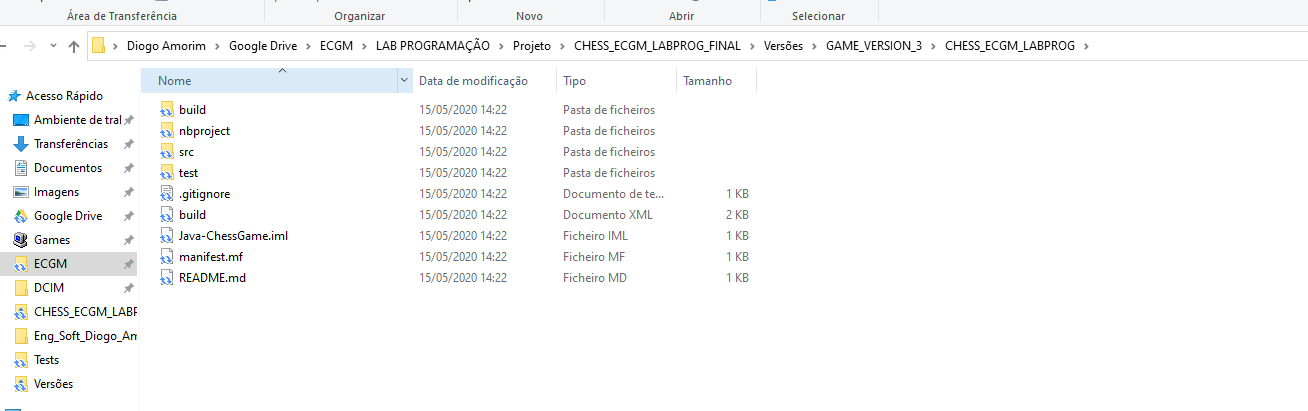 Área de Transferência Organizar Novo Abrir Selecionar
Diogo Amorim > Google Drive > ECGM > LAB PROGRAMAÇÃO > Projeto > CHESS_ECGM_LABPROG_FINAL > Versões > GAME_VERSION_3 > CHESS_ECGM_LABPROG >
Nome Data de modificação Tipo Tamanho
Acesso Rápido
Ambiente de tral
Transferências
Documentos
Imagens
Google Drive
Games
ECGM
DCIM
CHESS_ECGM_LABF
Eng_Soft_Diogo_Am
Tests
Versões
build 15/05/2020 14:22 Pasta de ficheiros
nbproject 15/05/2020 14:22 Pasta de ficheiros
src 15/05/2020 14:22 Pasta de ficheiros
test 15/05/2020 14:22 Pasta de ficheiros
.gitignore 15/05/2020 14:22 Documento de te... 1 KB
build 15/05/2020 14:22 Documento XML 2 KB
Java-ChessGame.iml 15/05/2020 14:22 Ficheiro IML 1 KB
manifest.mf 15/05/2020 14:22 Ficheiro MF 1 KB
README.md 15/05/2020 14:22 Ficheiro MD 1 KB